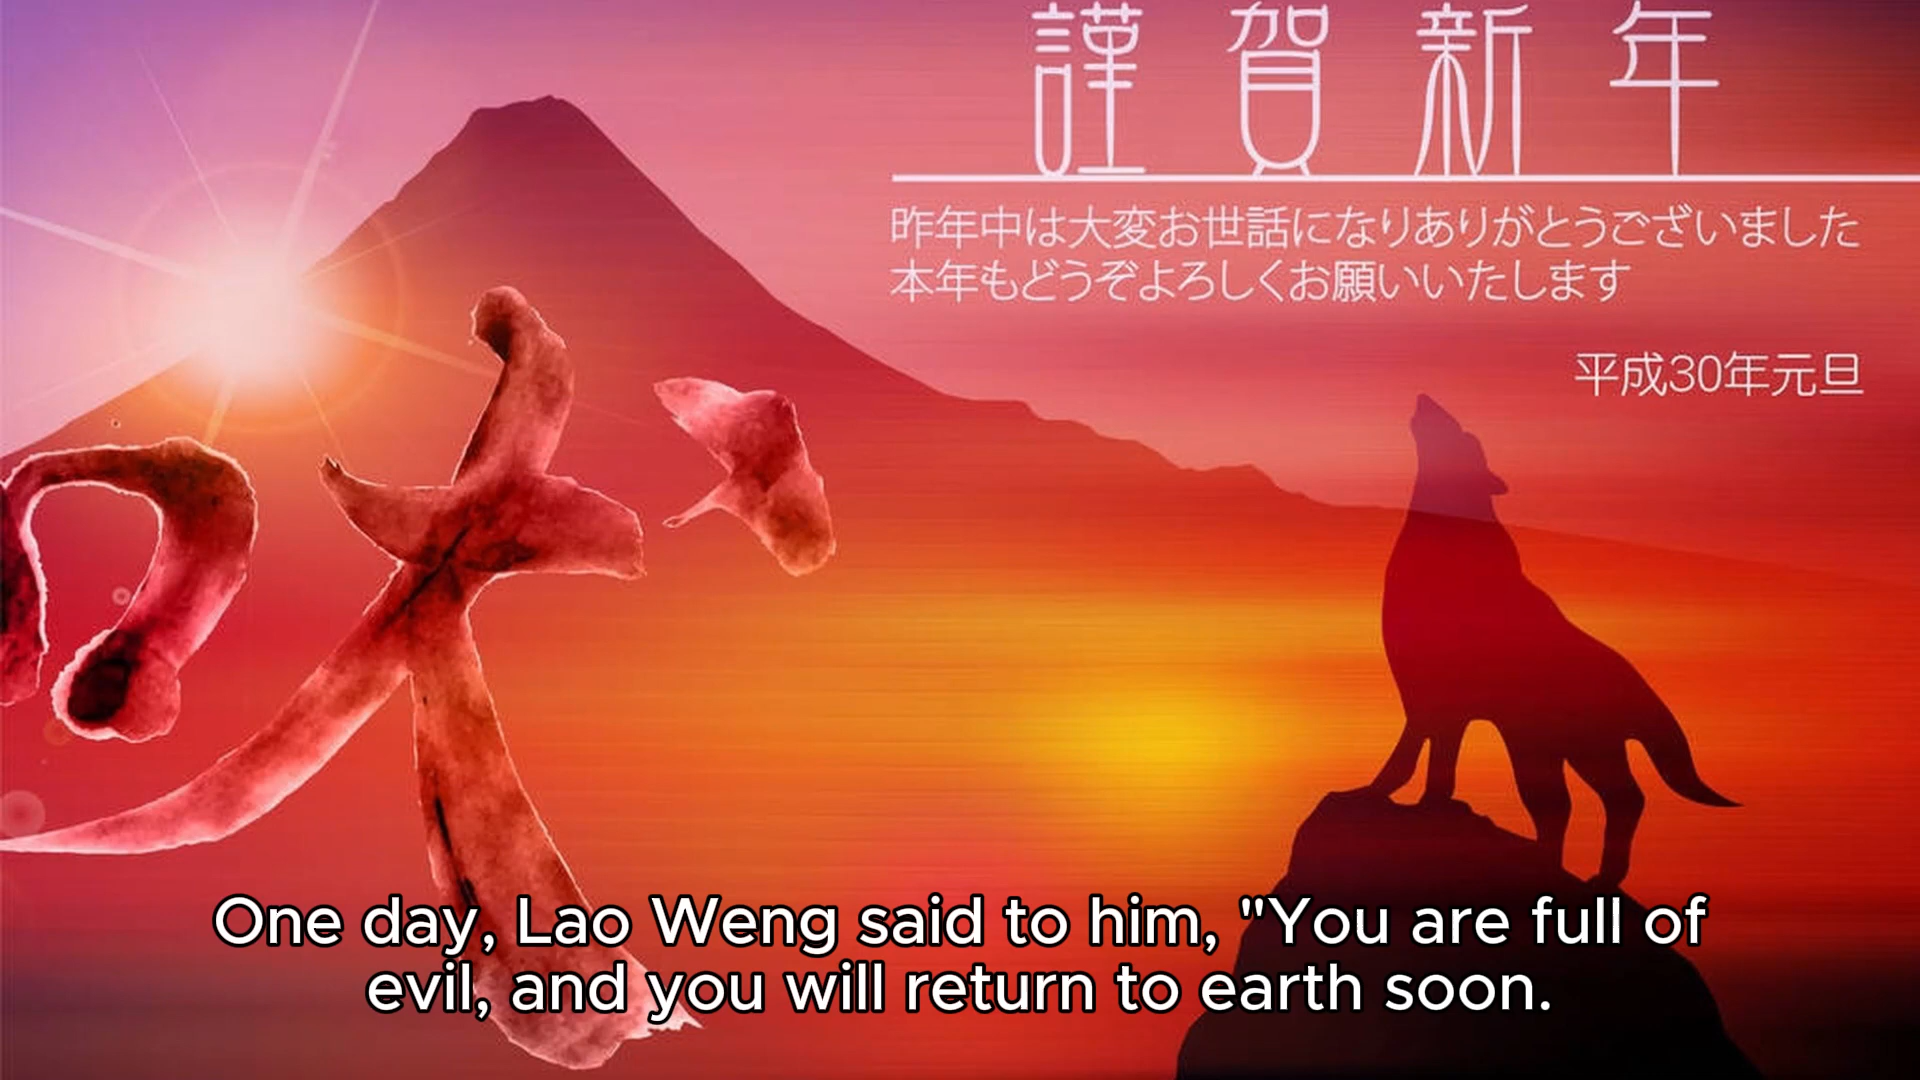 謹賀新年
昨年中は大変お世話になりありがとうございました
本年もどうぞよろしくお願いいたします
平成30年元旦
吠
One day, Lao Weng said to him, "You are full of
evil, and you will return to earth soon.